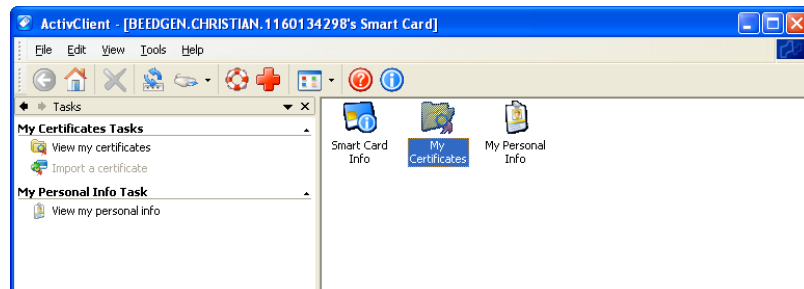 ActivClient - [BEEDGEN.CHRISTIAN.1160134298's Smart Card]
File Edit View Tools Help
Tasks
My Certificates Tasks
View my certificates
Import a certificate
My Personal Info Task
View my personal info
Smart Card Info
My Certificates
My Personal Info